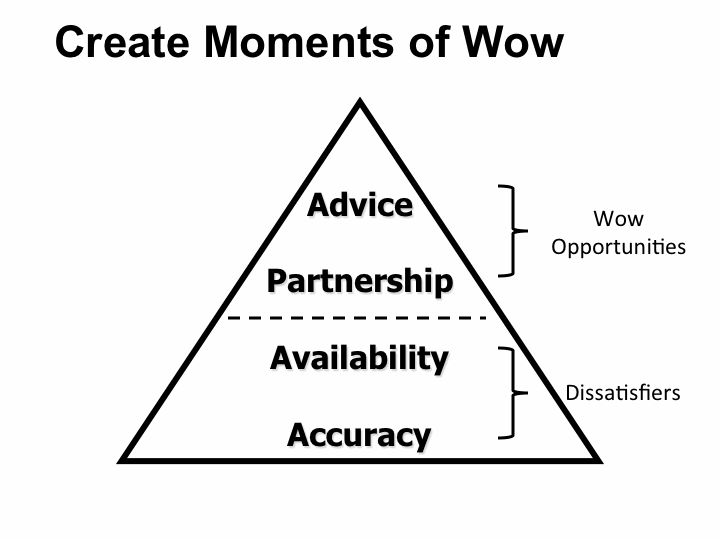 Create Moments of Wow
Advice
Wow
Opportunities
Partnership
Availability
Dissatisfiers
Accuracy